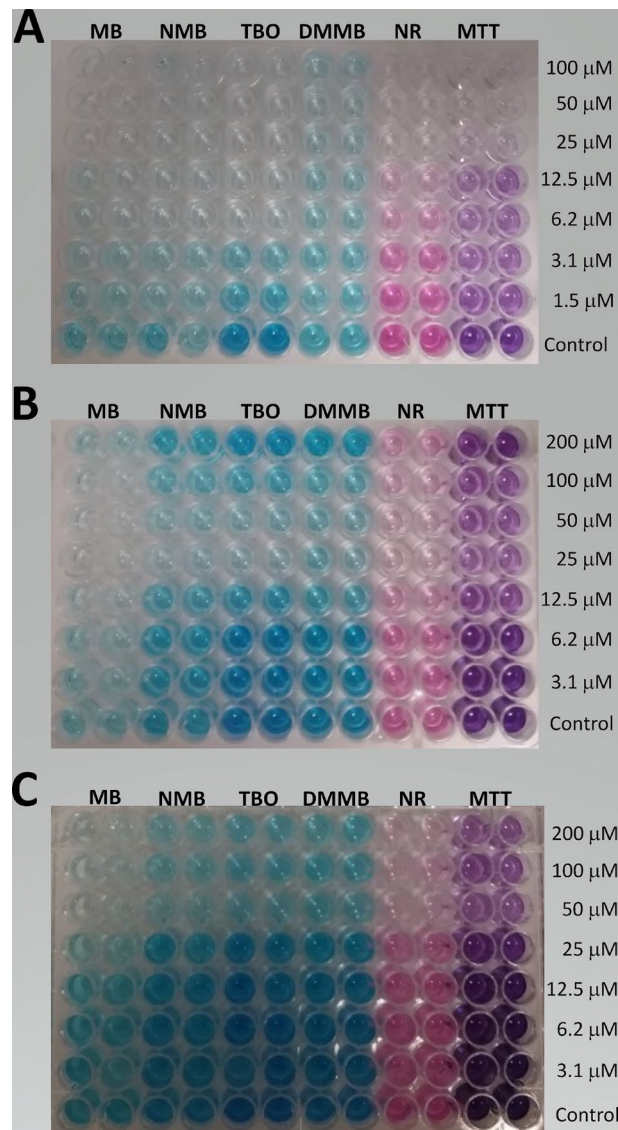 A
MB NMB TBO DMMB NR MTT
100 µM
50 µM
25 µM
12.5 µM
6.2 µM
3.1 µM
1.5 µM
Control
B
MB NMB TBO DMMB NR MTT
200 µM
100 µM
50 µM
25 µM
12.5 µM
6.2 µM
3.1 µM
Control
C
MB NMB TBO DMMB NR MTT
200 µM
100 µM
50 µM
25 µM
12.5 µM
6.2 µM
3.1 µM
Control